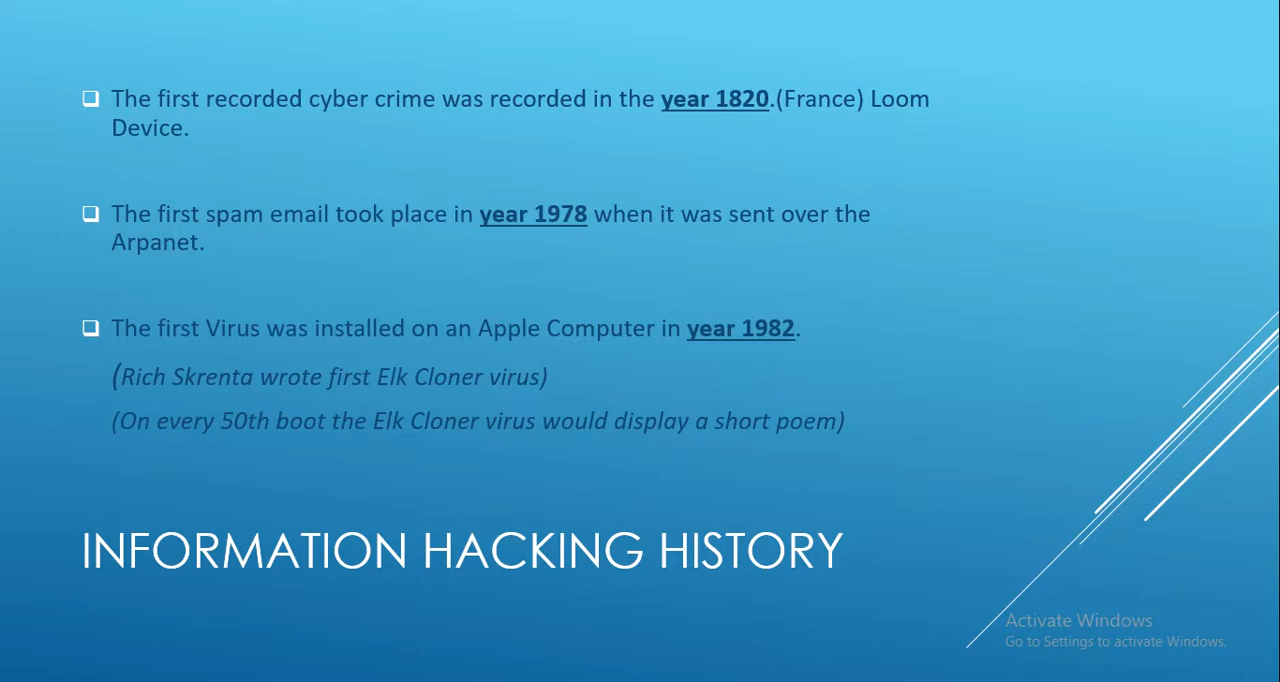 The first recorded cyber crime was recorded in the year 1820.(France) Loom
Device.
The first spam email took place in year 1978 when it was sent over the
Arpanet.
The first Virus was installed on an Apple Computer in year 1982.
(Rich Skrenta wrote first Elk Cloner virus)
(On every 50th boot the Elk Cloner virus would display a short poem)
INFORMATION HACKING HISTORY
Activate Windows
Go to Settings to activate Windows.